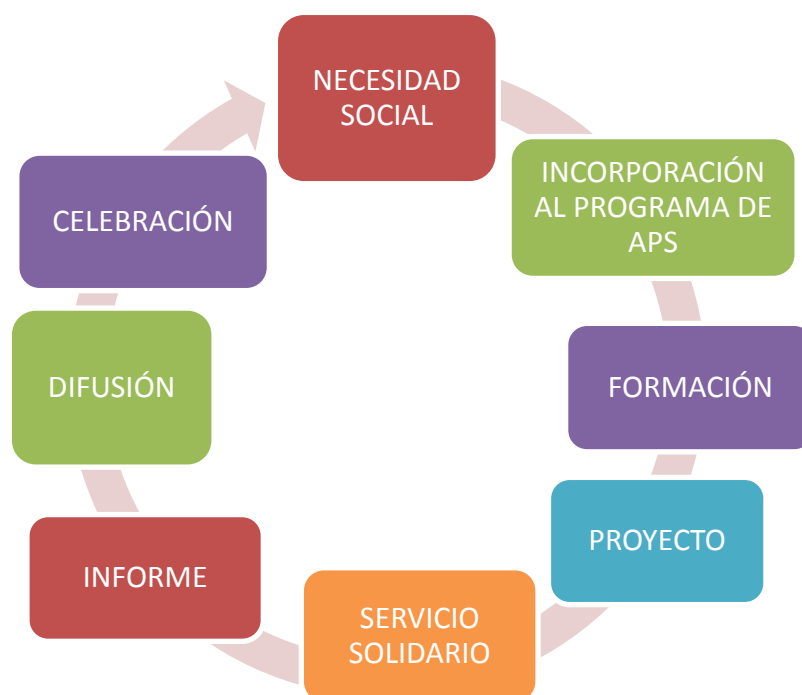 NECESIDAD
SOCIAL
INCORPORACIÓN
AL PROGRAMA DE
APS
FORMACIÓN
PROYECTO
SERVICIO
SOLIDARIO
INFORME
DIFUSIÓN
CELEBRACIÓN